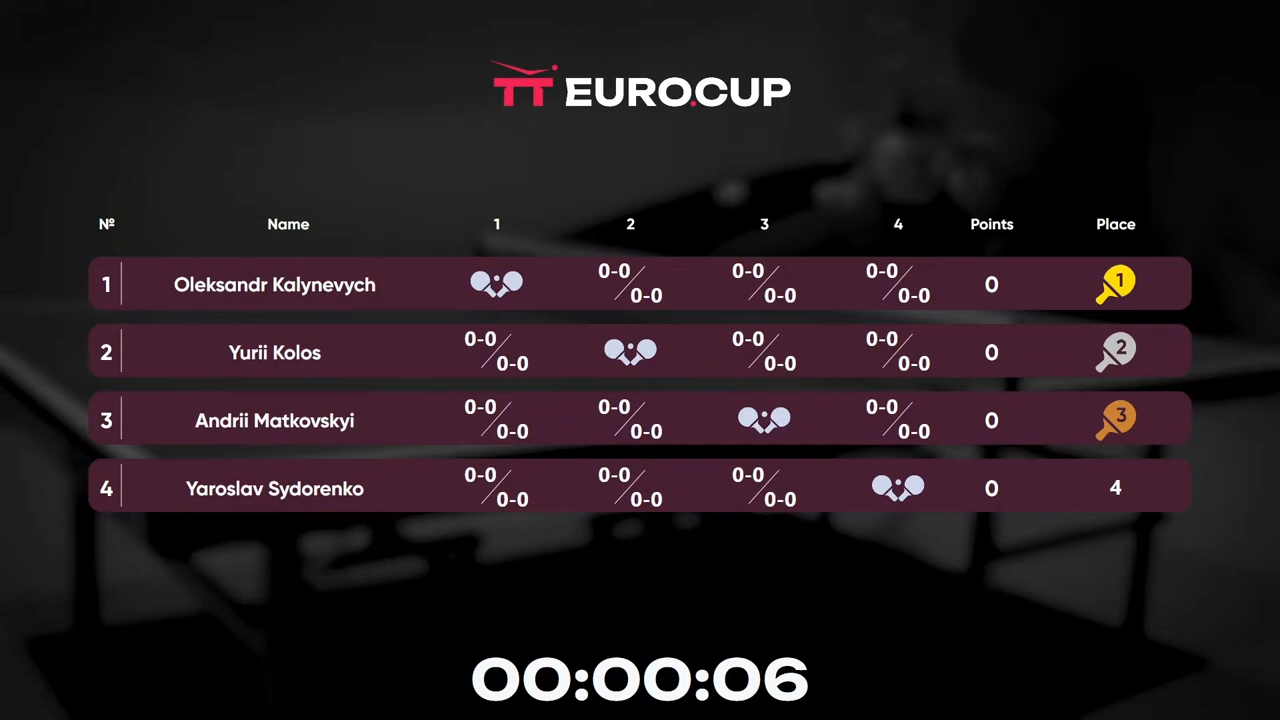 TT EURO.CUP
№ Name 1 2 3 4 Points Place
1 Oleksandr Kalynevych 0-0/0-0 0-0/0-0 0-0/0-0 0 1
2 Yurii Kolos 0-0/0-0 0-0/0-0 0-0/0-0 0 2
3 Andrii Matkovskyi 0-0/0-0 0-0/0-0 0-0/0-0 0 3
4 Yaroslav Sydorenko 0-0/0-0 0-0/0-0 0-0/0-0 0 4
00:00:06